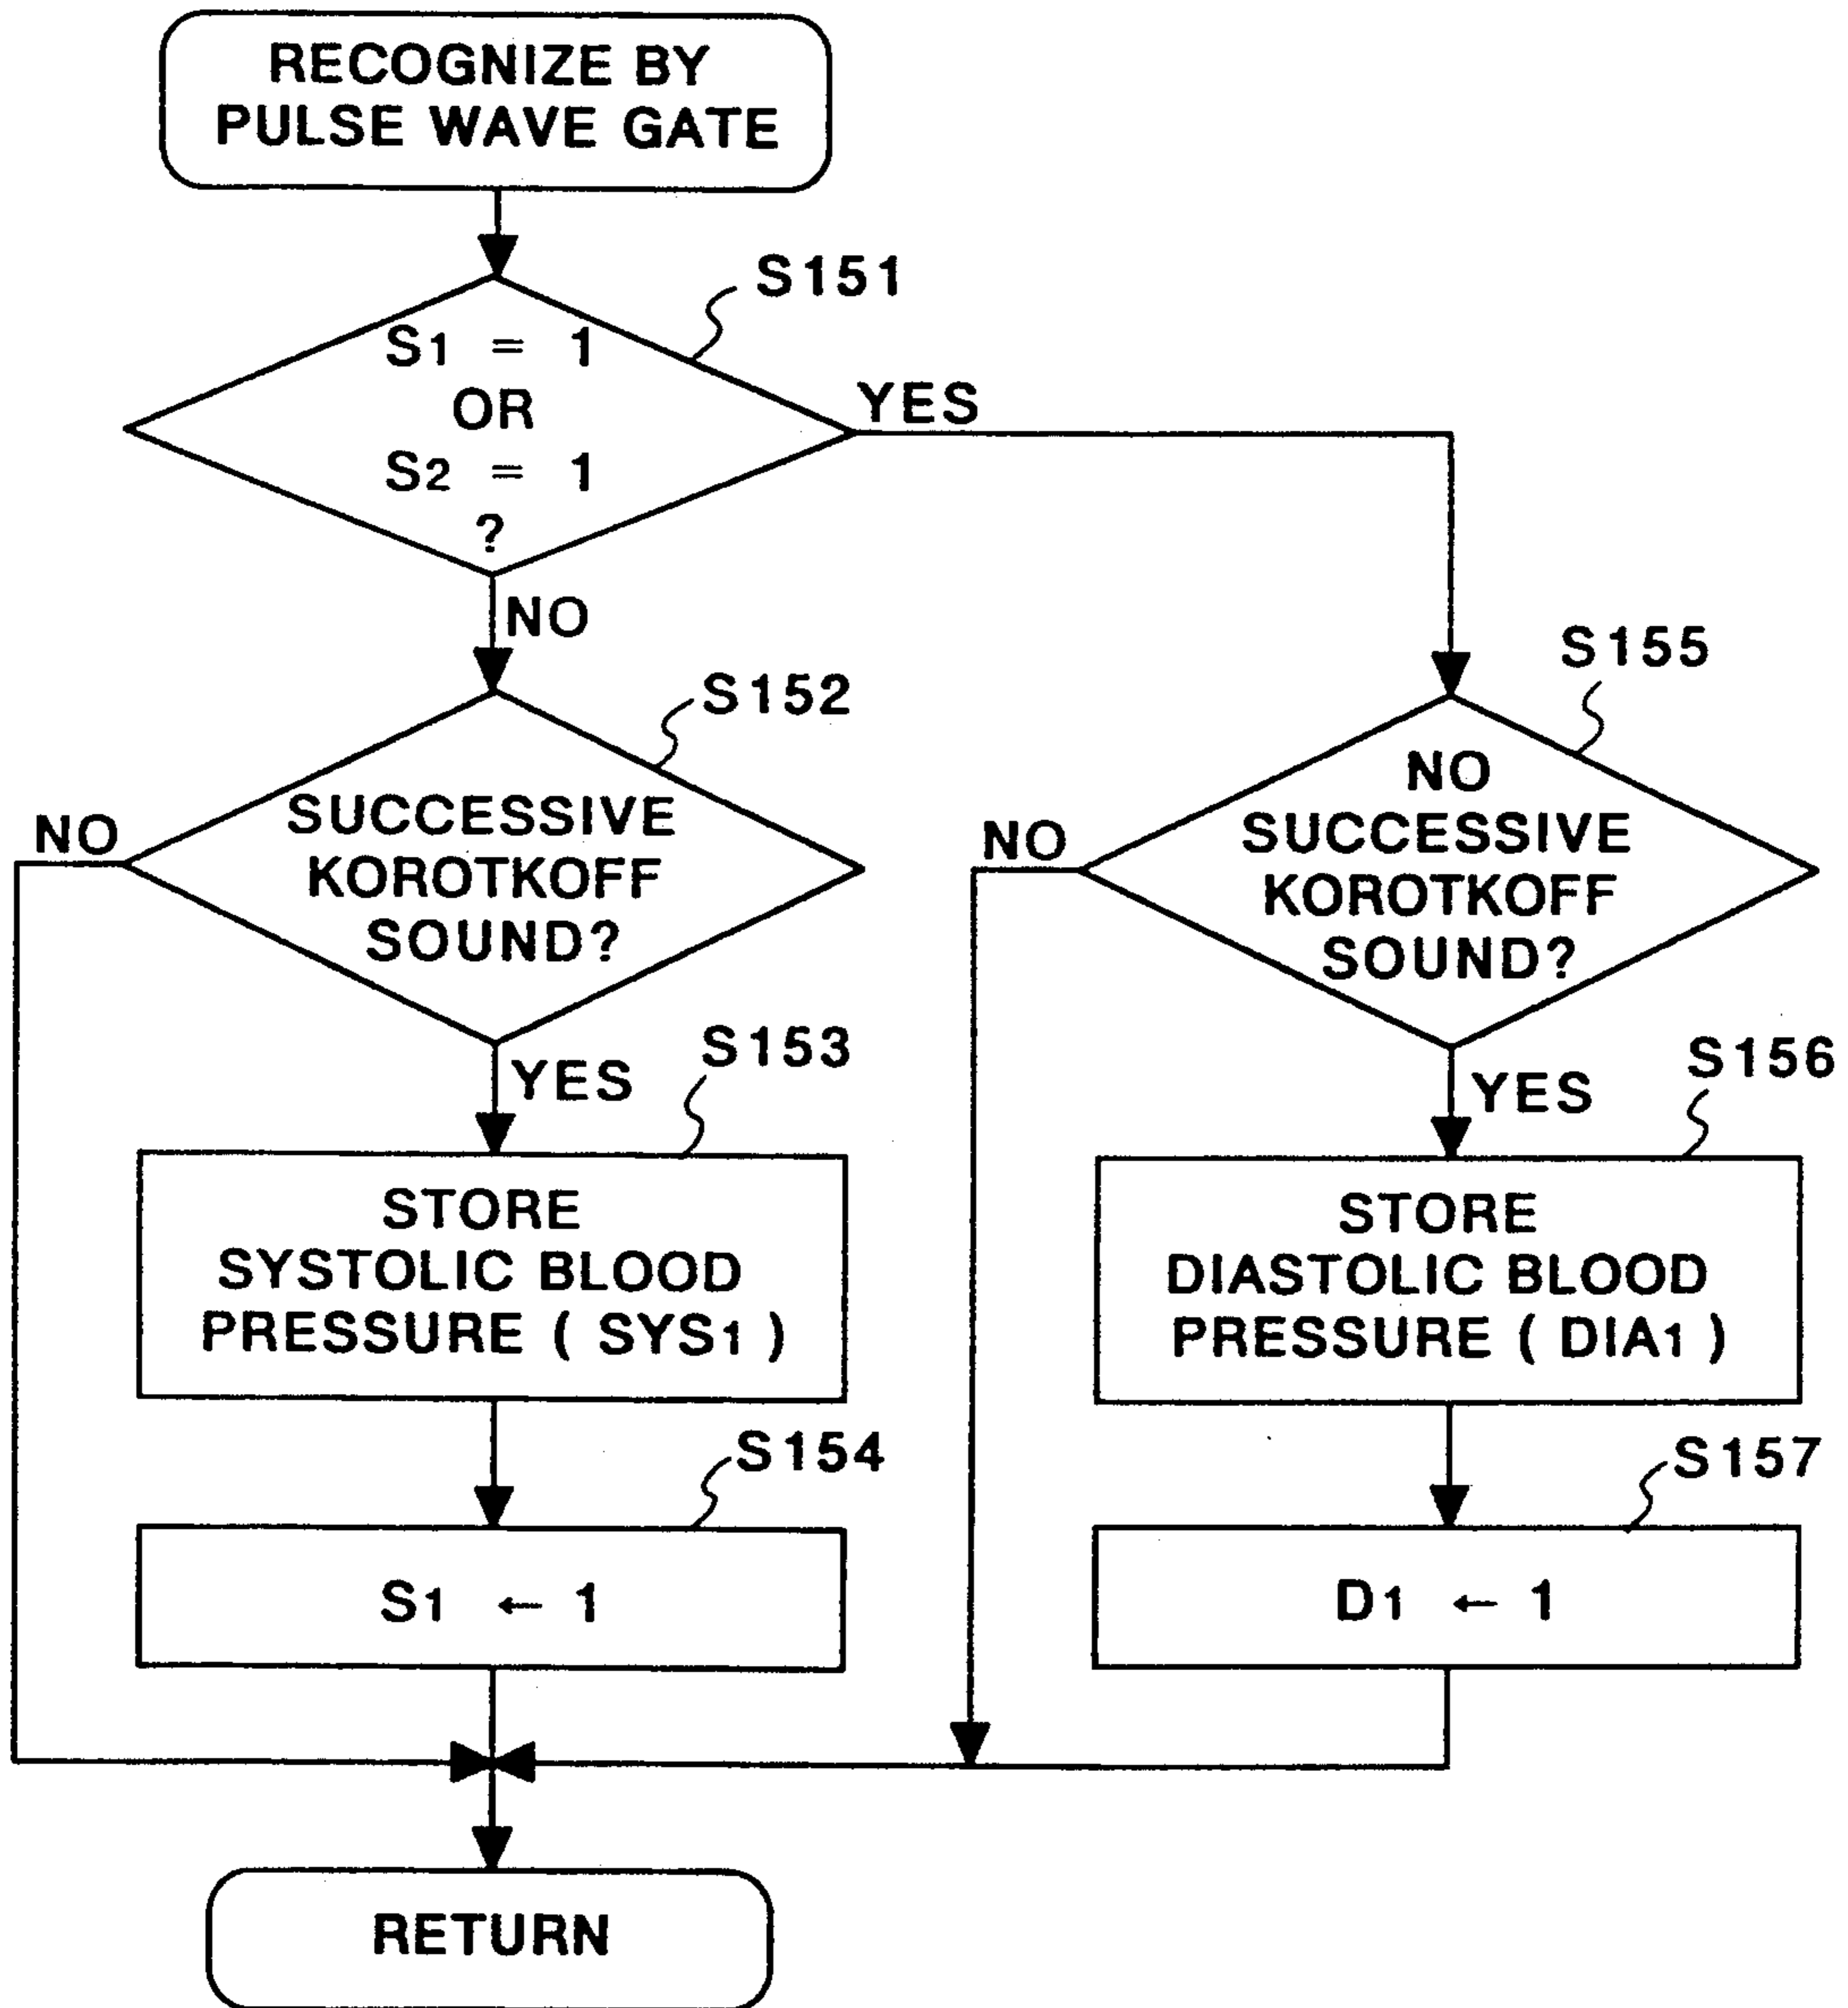 RECOGNIZE BY
PULSE WAVE GATE
S151
S1 = 1
OR
S2 = 1
?
YES
NO
S152
SUCCESSIVE
KOROTKOFF
SOUND?
NO
YES
S153
STORE
SYSTOLIC BLOOD
PRESSURE ( SYS1 )
S154
S1 ← 1
S155
NO
SUCCESSIVE
KOROTKOFF
SOUND?
NO
YES
S156
STORE
DIASTOLIC BLOOD
PRESSURE ( DIA1 )
S157
D1 ← 1
RETURN